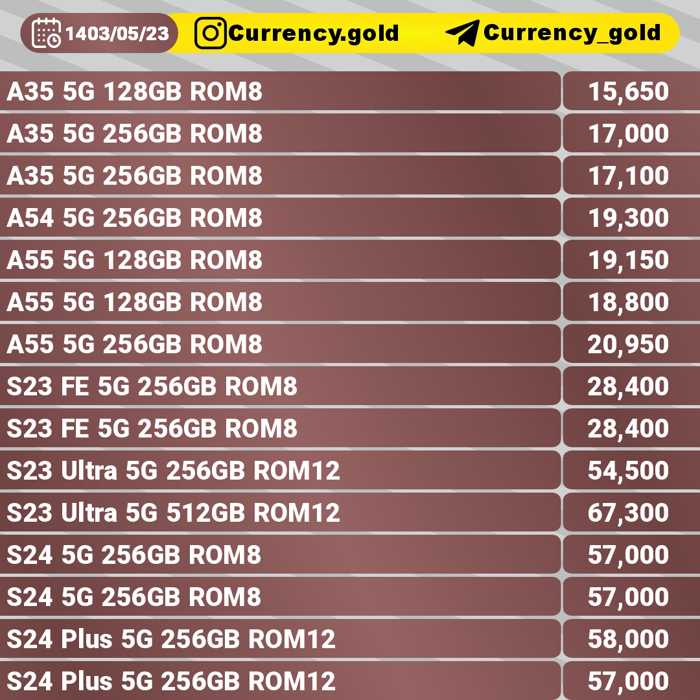 1403/05/23 Currency.gold Currency_gold
A35 5G 128GB ROM8 15,650
A35 5G 256GB ROM8 17,000
A35 5G 256GB ROM8 17,100
A54 5G 256GB ROM8 19,300
A55 5G 128GB ROM8 19,150
A55 5G 128GB ROM8 18,800
A55 5G 256GB ROM8 20,950
S23 FE 5G 256GB ROM8 28,400
S23 FE 5G 256GB ROM8 28,400
S23 Ultra 5G 256GB ROM12 54,500
S23 Ultra 5G 512GB ROM12 67,300
S24 5G 256GB ROM8 57,000
S24 5G 256GB ROM8 57,000
S24 Plus 5G 256GB ROM12 58,000
S24 Plus 5G 256GB ROM12 57,000